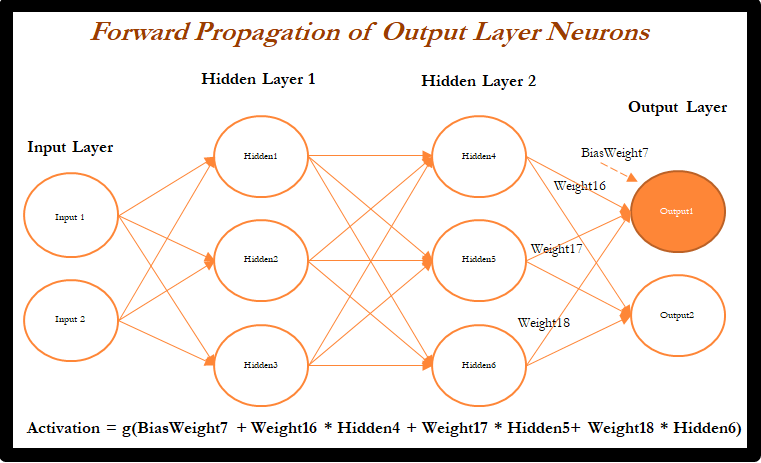 Forward Propagation of Output Layer Neurons
Hidden Layer 1
Hidden Layer 2
Output Layer
Input Layer
BiasWeight7
Hidden1
Hidden4
Weight16
Input 1
Output1
Weight17
Hidden2
Hidden5
Input 2
Output2
Weight18
Hidden3
Hidden6
Activation = g(BiasWeight7 + Weight16 * Hidden4 + Weight17 * Hidden5+ Weight18 * Hidden6)